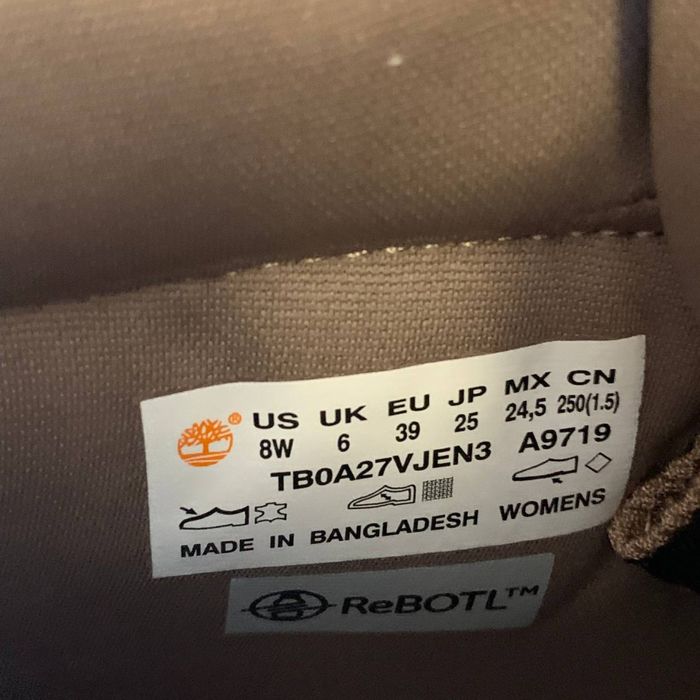 ® US UK EU JP MX CN
8W 6 39 25 24,5 250(1.5)
TB0A27VJEN3 A9719
MADE IN BANGLADESH WOMENS
ReBOTL™